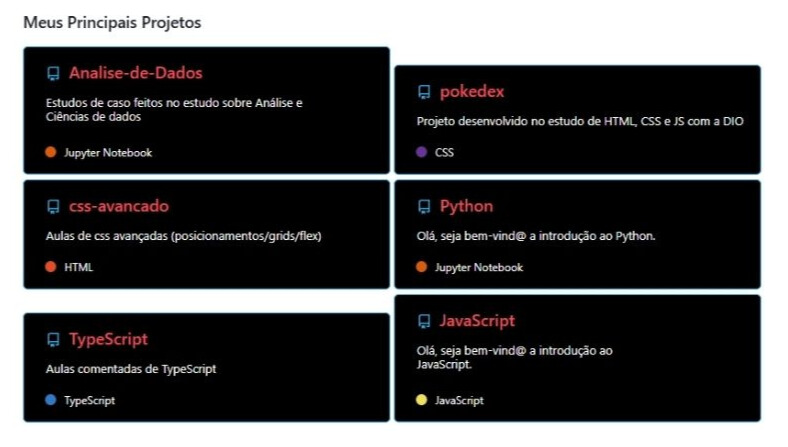 Meus Principais Projetos
Analise-de-Dados
Estudos de caso feitos no estudo sobre Análise e
Ciências de dados
Jupyter Notebook
pokedex
Projeto desenvolvido no estudo de HTML, CSS e JS com a DIO
CSS
css-avancado
Aulas de css avançadas (posicionamentos/grids/flex)
HTML
Python
Olá, seja bem-vind@ a introdução ao Python.
Jupyter Notebook
TypeScript
Aulas comentadas de TypeScript
TypeScript
JavaScript
Olá, seja bem-vind@ a introdução ao
JavaScript.
JavaScript